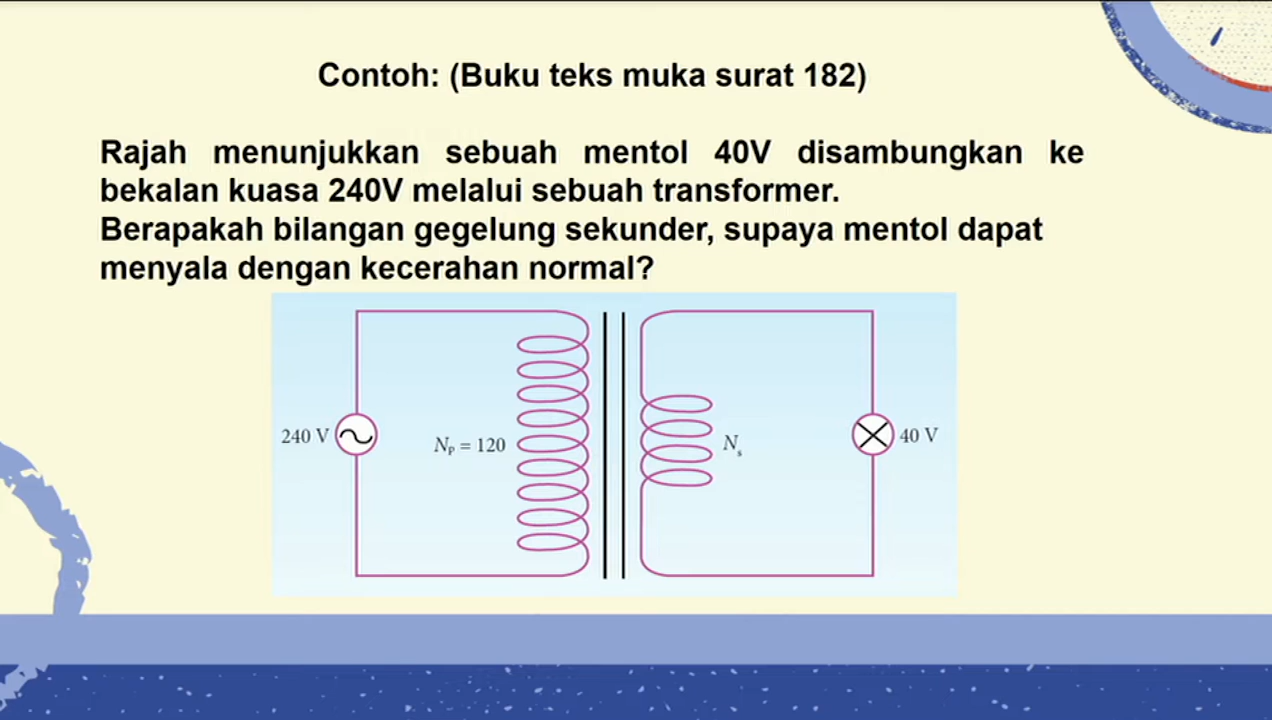 Contoh: (Buku teks muka surat 182)
Rajah menunjukkan sebuah mentol 40V disambungkan ke
bekalan kuasa 240V melalui sebuah transformer.
Berapakah bilangan gegelung sekunder, supaya mentol dapat
menyala dengan kecerahan normal?
240 V
Nₚ = 120
Nₛ
40 V